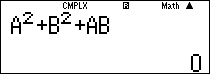 CMPLX R Math ▲
A²+B²+AB
0